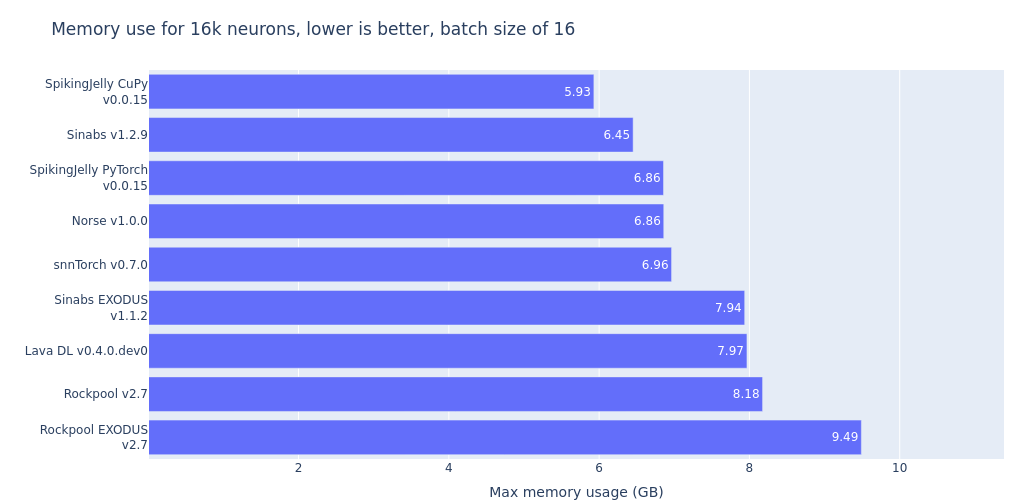 Memory use for 16k neurons, lower is better, batch size of 16
SpikingJelly CuPy
v0.0.15
5.93
Sinabs v1.2.9
6.45
SpikingJelly PyTorch
v0.0.15
6.86
Norse v1.0.0
6.86
snnTorch v0.7.0
6.96
Sinabs EXODUS
v1.1.2
7.94
Lava DL v0.4.0.dev0
7.97
Rockpool v2.7
8.18
Rockpool EXODUS
v2.7
9.49
2 4 6 8 10
Max memory usage (GB)